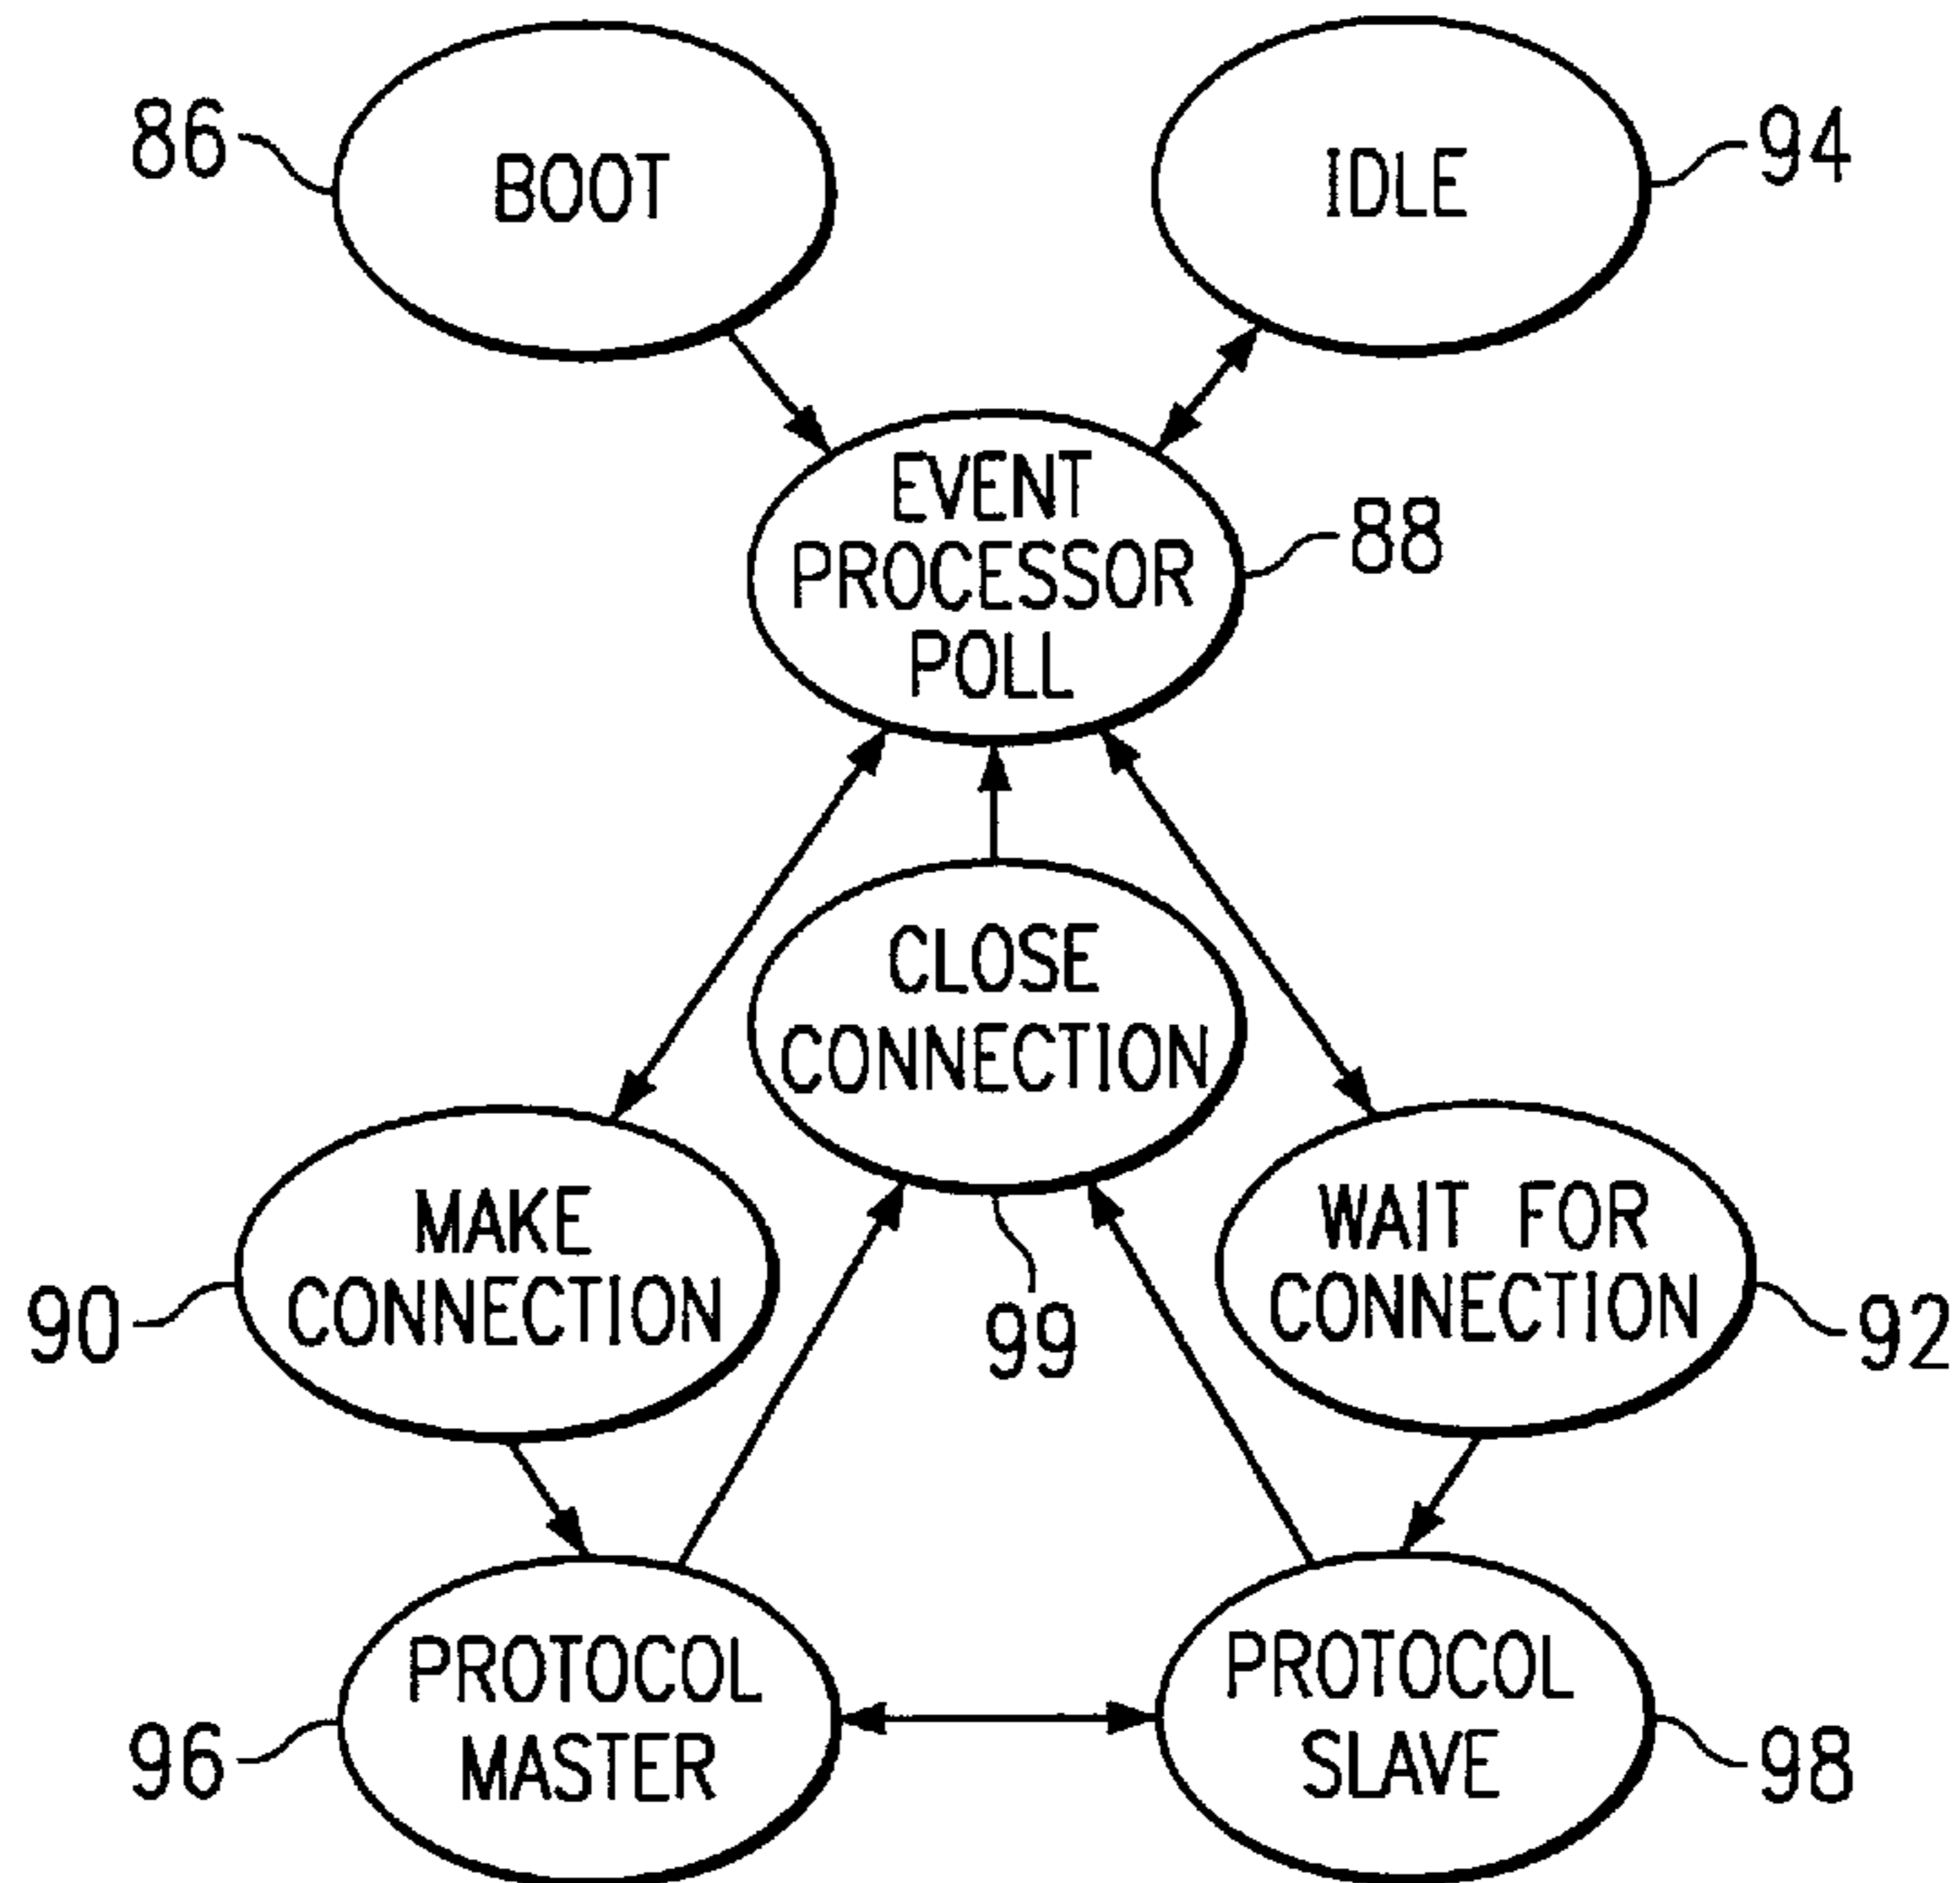 86
BOOT
IDLE
94
EVENT
PROCESSOR
POLL
88
CLOSE
CONNECTION
99
MAKE
CONNECTION
90
WAIT FOR
CONNECTION
92
PROTOCOL
MASTER
96
PROTOCOL
SLAVE
98